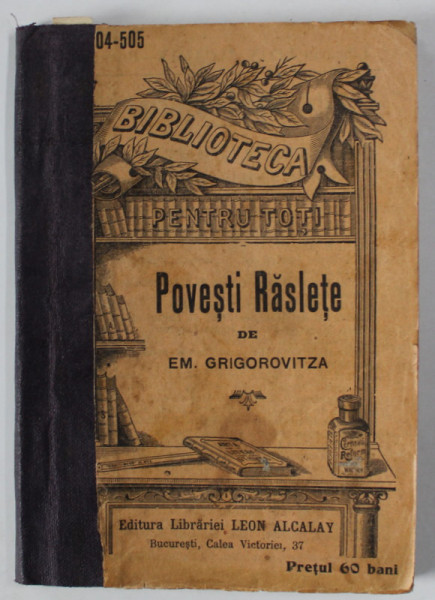 04-505
BIBLIOTECA
PENTRU TOȚI
Povești Răslețe
DE
EM. GRIGOROVITZA
Editura Librăriei LEON ALCALAY
București, Calea Victoriei, 37
Prețul 60 bani